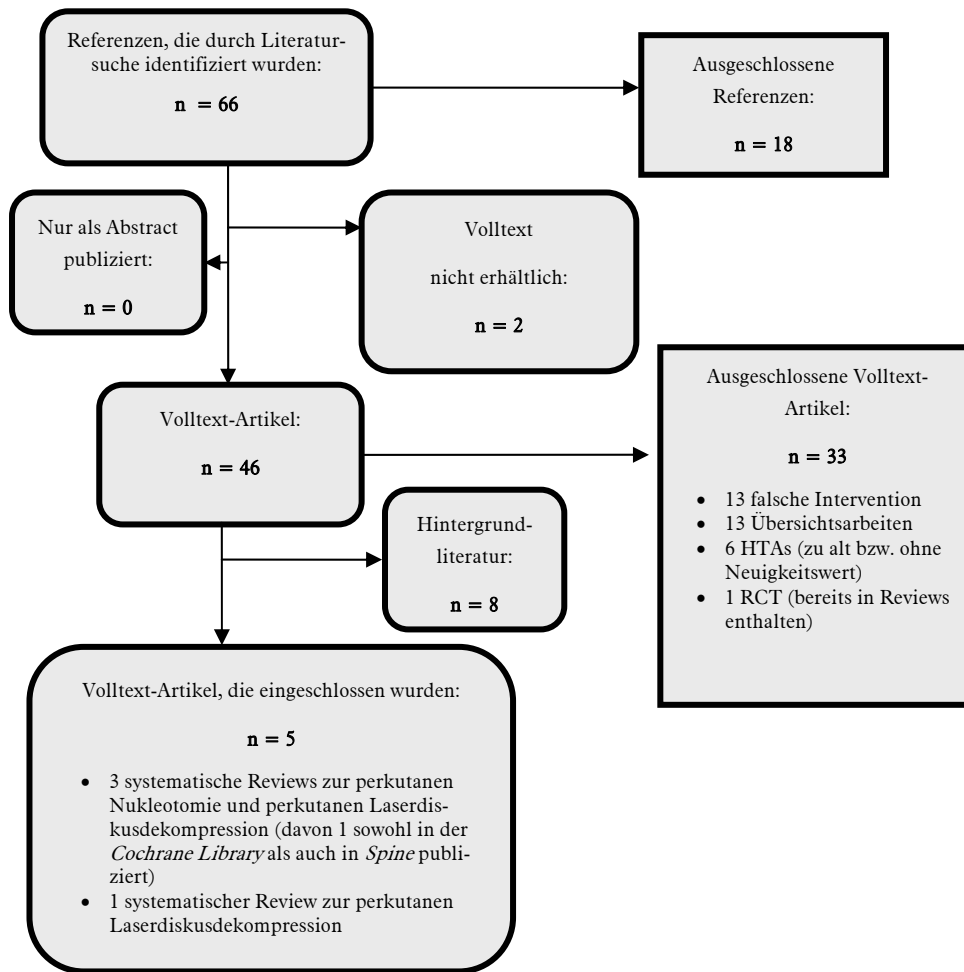 Referenzen, die durch Literatur-
suche identifiziert wurden:
n = 66
Ausgeschlossene
Referenzen:
n = 18
Nur als Abstract
publiziert:
n = 0
Volltext
nicht erhältlich:
n = 2
Volltext-Artikel:
n = 46
Ausgeschlossene Volltext-
Artikel:
n = 33
• 13 falsche Intervention
• 13 Übersichtsarbeiten
• 6 HTAs (zu alt bzw. ohne
Neuigkeitswert)
• 1 RCT (bereits in Reviews
enthalten)
Hintergrund-
literatur:
n = 8
Volltext-Artikel, die eingeschlossen wurden:
n = 5
• 3 systematische Reviews zur perkutanen
Nukleotomie und perkutanen Laserdis-
kusdekompression (davon 1 sowohl in der
Cochrane Library als auch in Spine publi-
ziert)
• 1 systematischer Review zur perkutanen
Laserdiskusdekompression